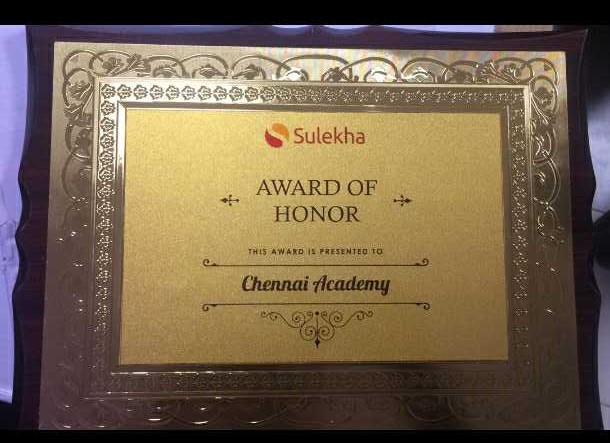 Sulekha
AWARD OF
HONOR
THIS AWARD IS PRESENTED TO
Chennai Academy